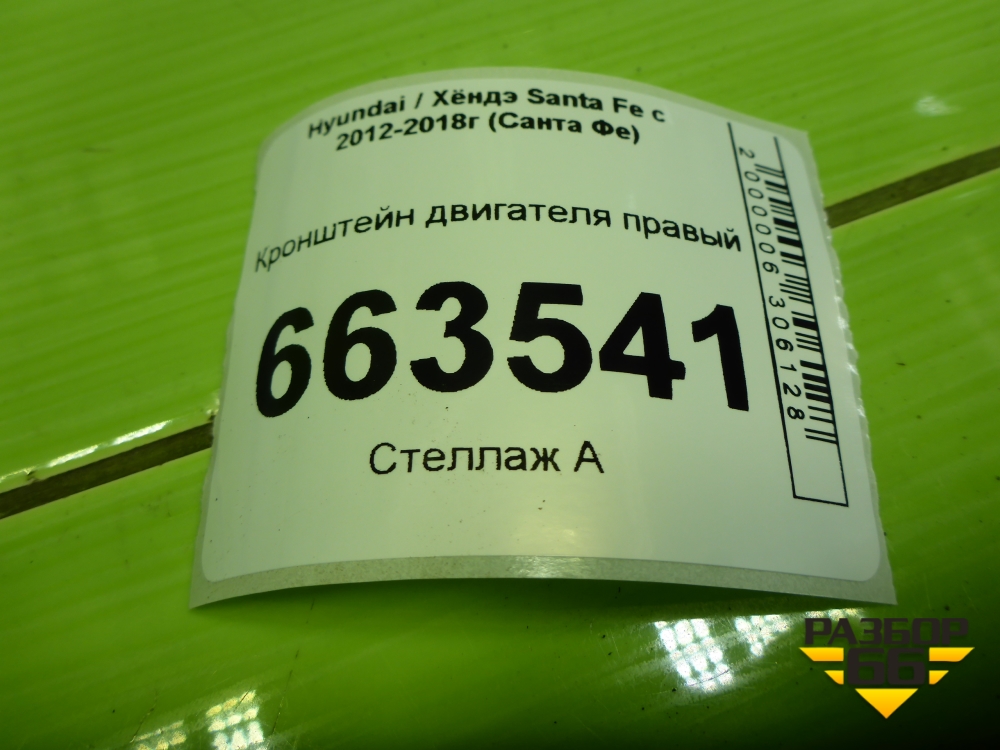 Hyundai / Хёндэ Santa Fe с
2012-2018г (Санта Фе)
Кронштейн двигателя правый
663541
Стеллаж А
2000006306128
РАЗБОР
66